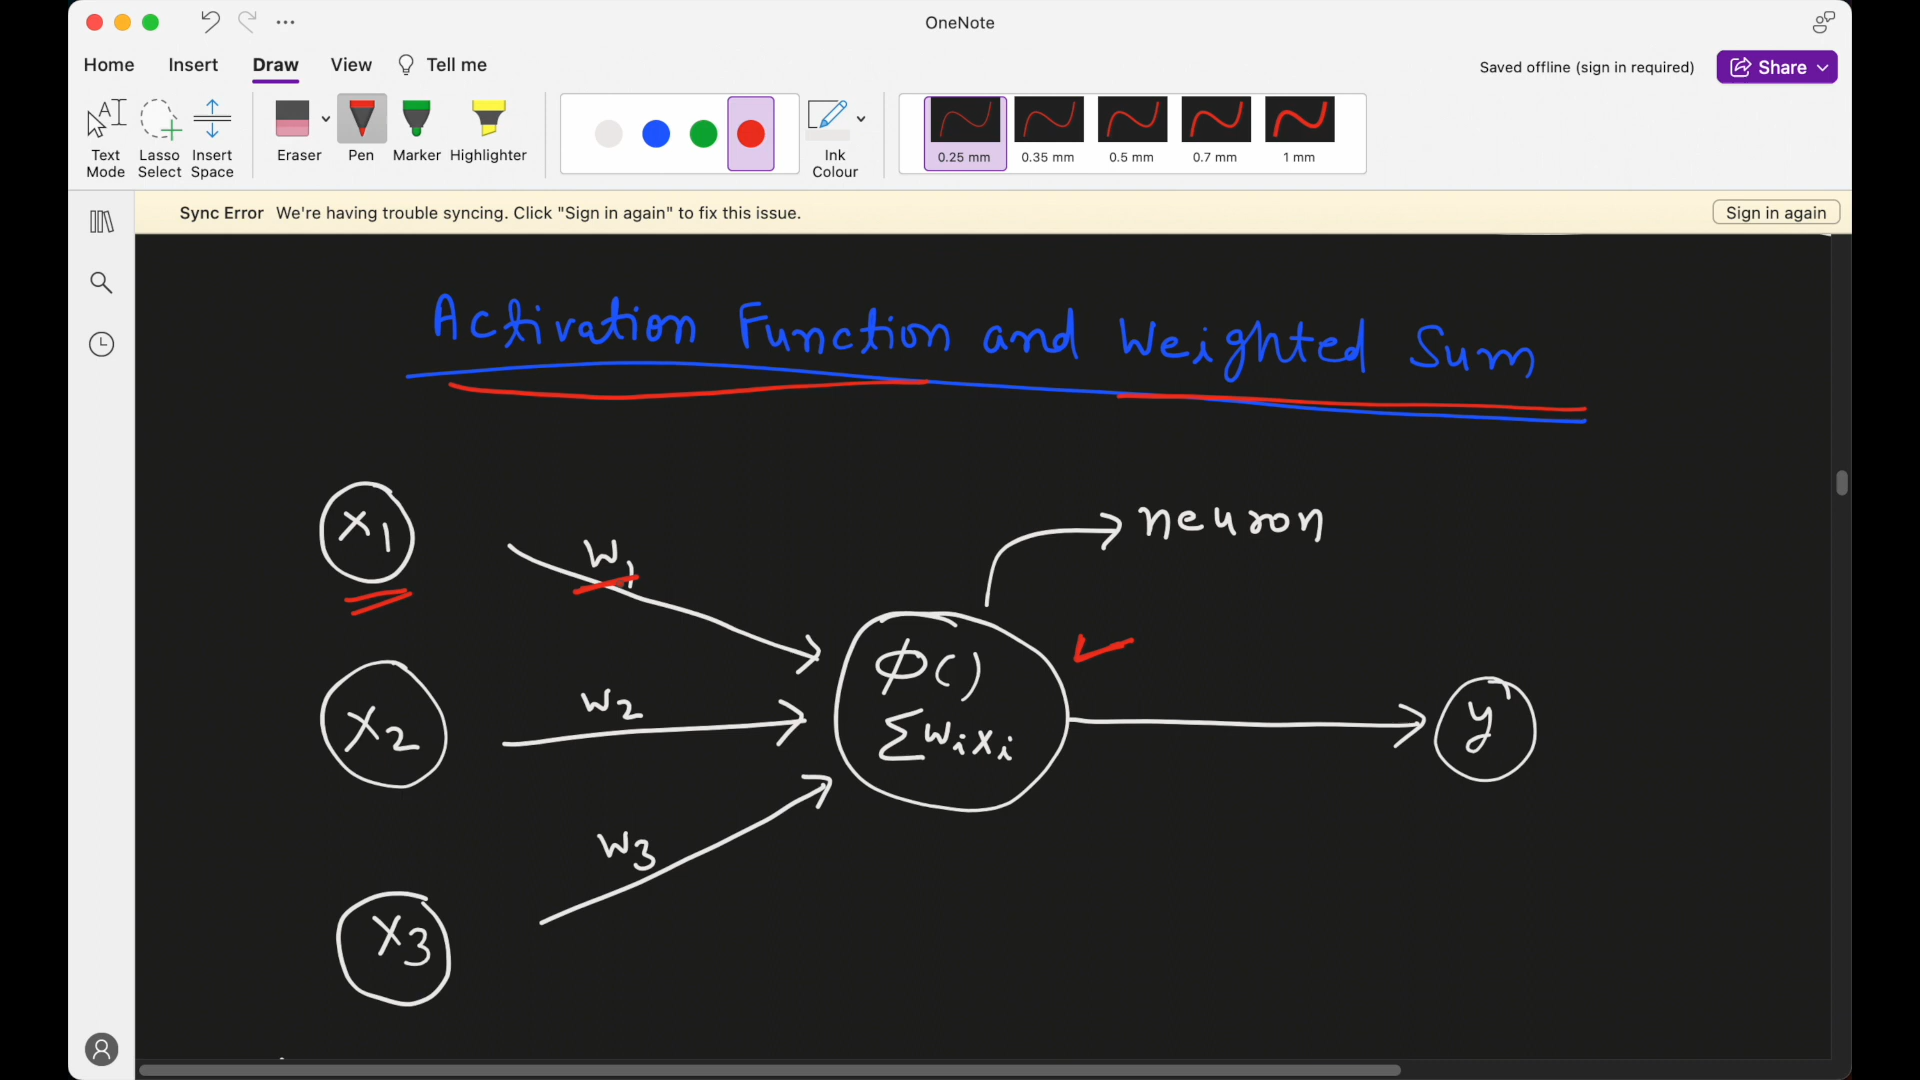 OneNote
Home Insert Draw View Tell me
Saved offline (sign in required) Share
Text Mode
Lasso Select
Insert Space
Eraser
Pen
Marker
Highlighter
Ink Colour
0.25 mm 0.35 mm 0.5 mm 0.7 mm 1 mm
Sync Error We're having trouble syncing. Click "Sign in again" to fix this issue. Sign in again
Activation Function and Weighted Sum
x1
w1
neuron
x2
w2
ϕ()
∑wixi
y
w3
x3